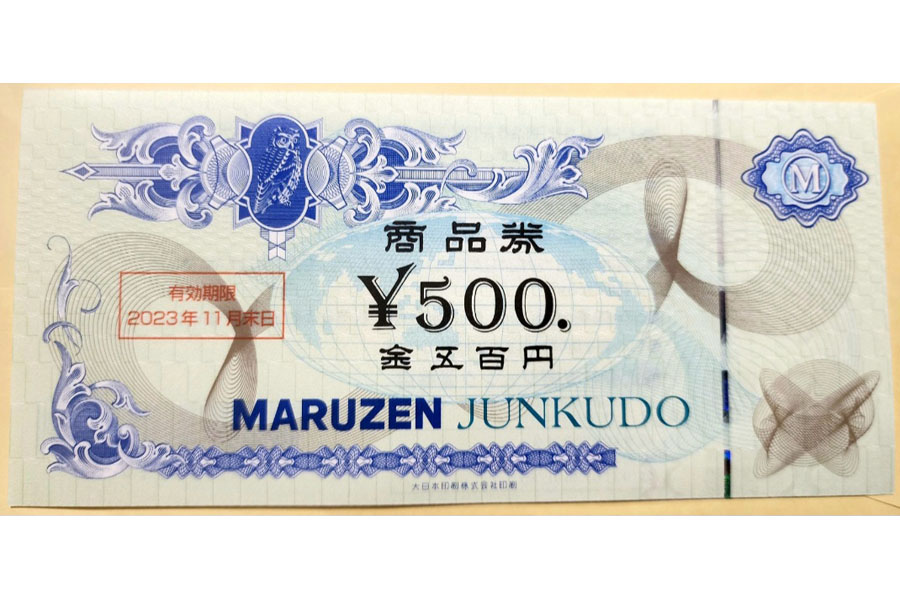 M
商品券
¥500.
金五百円
有効期限
2023年11月末日
MARUZEN JUNKUDO
大日本印刷株式会社印刷